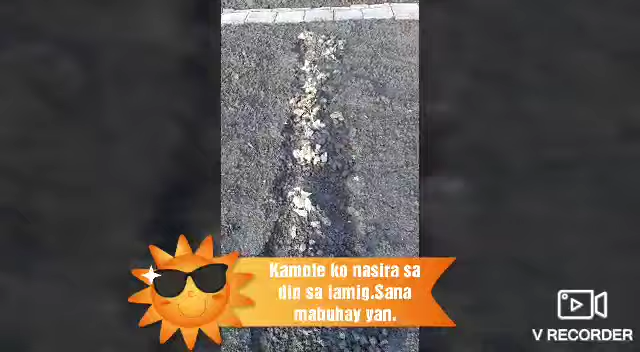 Kamote ko nasira sa
din sa lamig.Sana
mabuhay yan.
V RECORDER